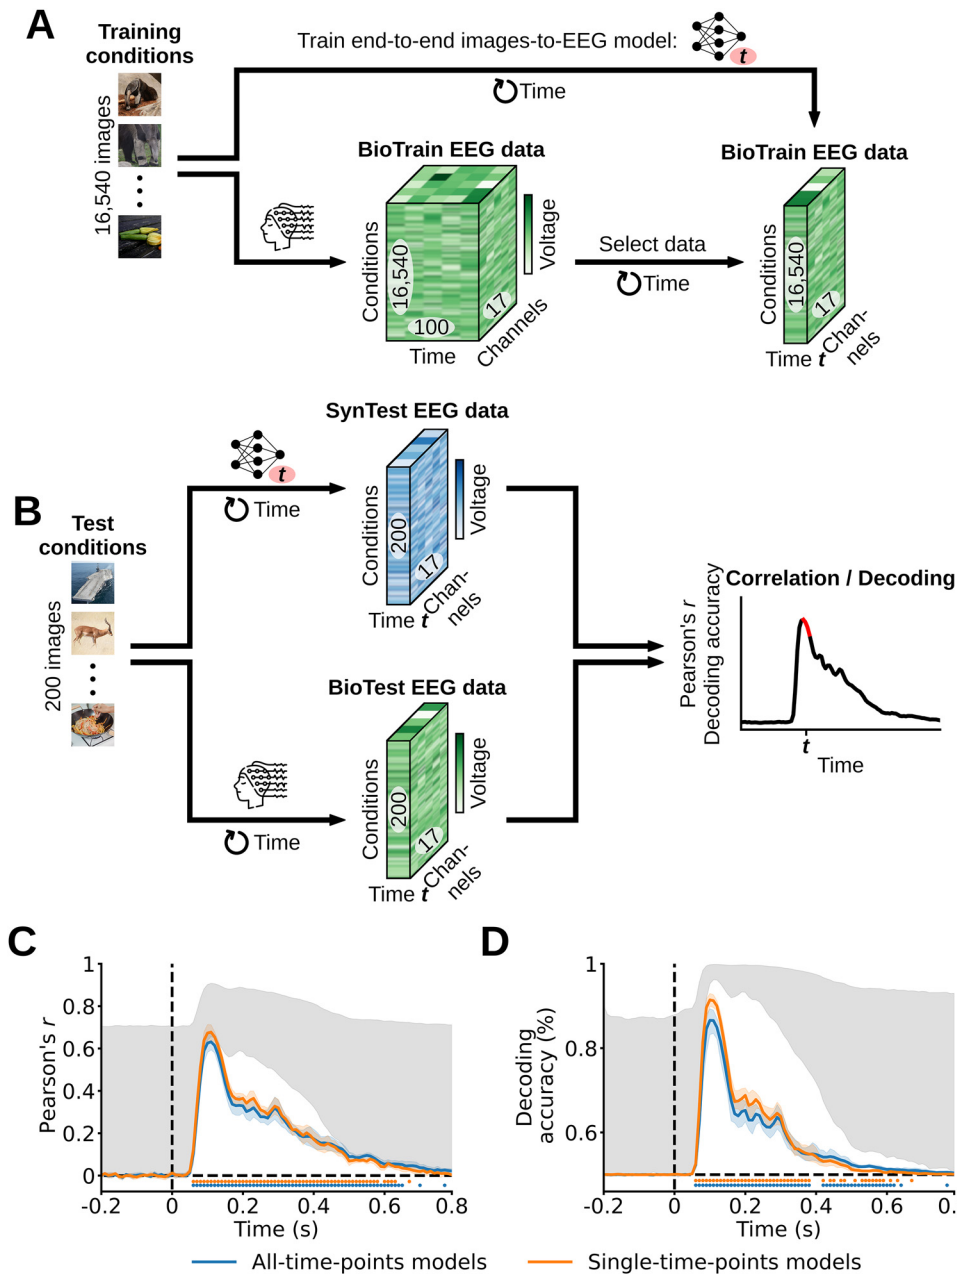 A
Training
conditions
16,540 images
Train end-to-end images-to-EEG model:
t
Time
BioTrain EEG data
Conditions
16,540
100
17
Time
Channels
Voltage
Select data
Time
BioTrain EEG data
Conditions
16,540
17
Time t
Chan-
nels
B
Test
conditions
200 images
t
Time
SynTest EEG data
Conditions
200
17
Time t
Chan-
nels
Voltage
Time
BioTest EEG data
Conditions
200
17
Time t
Chan-
nels
Voltage
Correlation / Decoding
Pearson's r
Decoding accuracy
t
Time
C
Pearson's r
1
0.8
0.6
0.4
0.2
0
-0.2 0 0.2 0.4 0.6 0.8
Time (s)
D
Decoding
accuracy (%)
1
0.8
0.6
-0.2 0 0.2 0.4 0.6 0.
Time (s)
All-time-points models
Single-time-points models